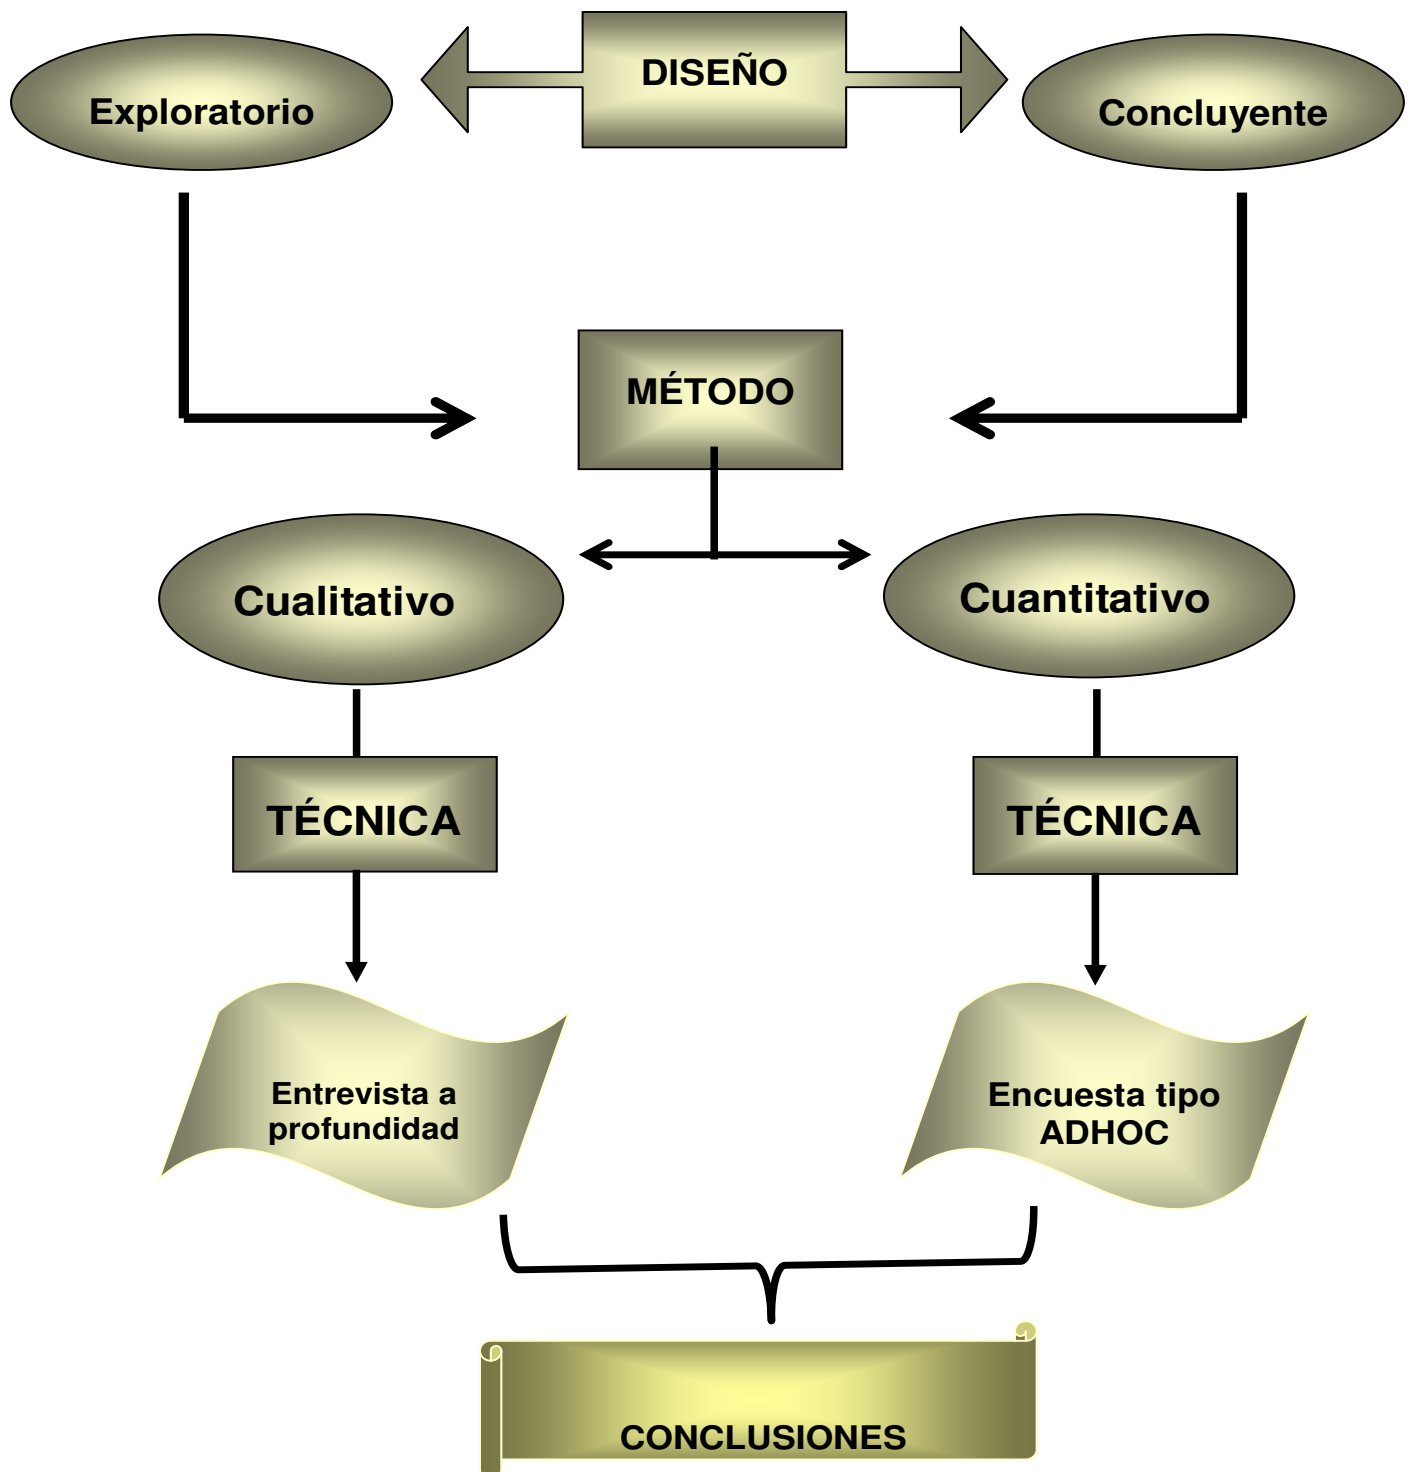 DISEÑO
Exploratorio
Concluyente
MÉTODO
Cualitativo
Cuantitativo
TÉCNICA
TÉCNICA
Entrevista a
profundidad
Encuesta tipo
ADHOC
CONCLUSIONES